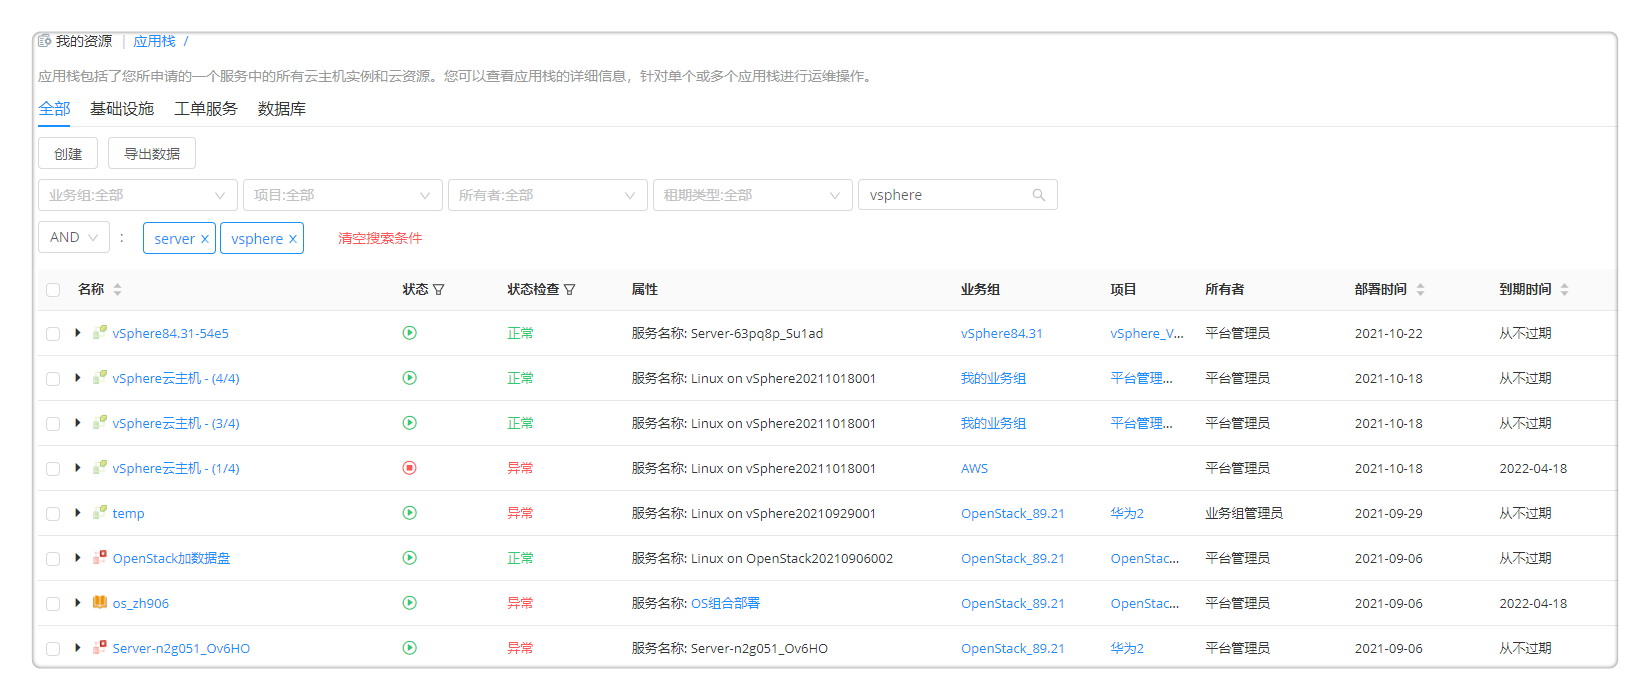 我的资源 | 应用栈 /
应用栈包括了您所申请的一个服务中的所有云主机实例和云资源。您可以查看应用栈的详细信息，针对单个或多个应用栈进行运维操作。
全部 基础设施 工单服务 数据库
创建 导出数据
业务组:全部 项目:全部 所有者:全部 租期类型:全部 vsphere
AND : server x vsphere x 清空搜索条件
名称 状态 状态检查 属性 业务组 项目 所有者 部署时间 到期时间
vSphere84.31-54e5 正常 服务名称: Server-63pq8p_Su1ad vSphere84.31 vSphere_V... 平台管理员 2021-10-22 从不过期
vSphere云主机 - (4/4) 正常 服务名称: Linux on vSphere20211018001 我的业务组 平台管理... 平台管理员 2021-10-18 从不过期
vSphere云主机 - (3/4) 正常 服务名称: Linux on vSphere20211018001 我的业务组 平台管理... 平台管理员 2021-10-18 从不过期
vSphere云主机 - (1/4) 异常 服务名称: Linux on vSphere20211018001 AWS 平台管理员 2021-10-18 2022-04-18
temp 异常 服务名称: Linux on vSphere20210929001 OpenStack_89.21 华为2 业务组管理员 2021-09-29 从不过期
OpenStack加数据盘 正常 服务名称: Linux on OpenStack20210906002 OpenStack_89.21 OpenStac... 平台管理员 2021-09-06 从不过期
os_zh906 异常 服务名称: OS组合部署 OpenStack_89.21 OpenStac... 平台管理员 2021-09-06 2022-04-18
Server-n2g051_Ov6HO 异常 服务名称: Server-n2g051_Ov6HO OpenStack_89.21 华为2 平台管理员 2021-09-06 从不过期